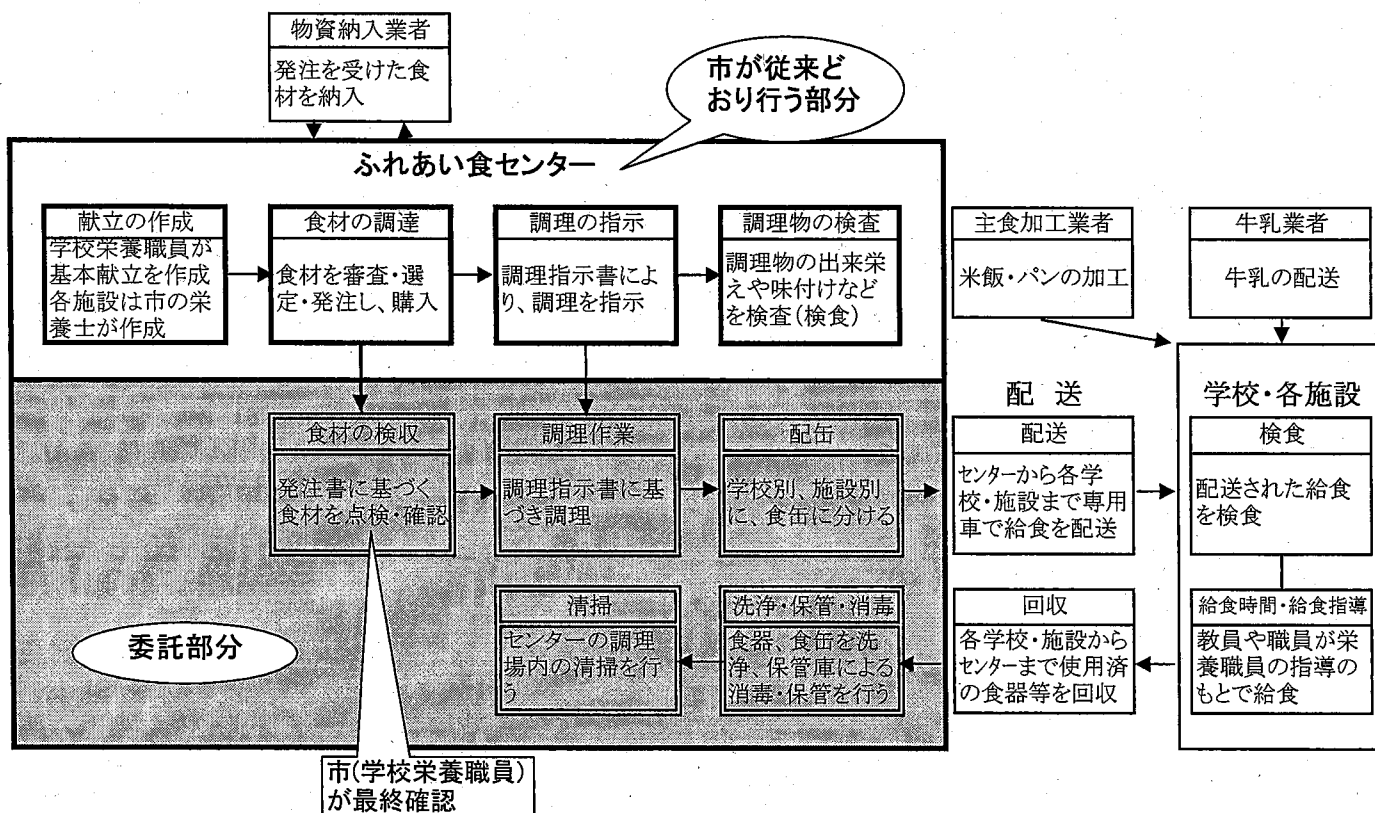 物資納入業者
発注を受けた食
材を納入
市が従来ど
おり行う部分
ふれあい食センター
献立の作成
学校栄養職員が
基本献立を作成
各施設は市の栄
養士が作成
食材の調達
食材を審査・選
定・発注し、購入
調理の指示
調理指示書によ
り、調理を指示
調理物の検査
調理物の出来栄
えや味付けなど
を検査(検食)
主食加工業者
米飯・パンの加工
牛乳業者
牛乳の配送
食材の検収
発注書に基づく
食材を点検・確認
調理作業
調理指示書に基
づき調理
配缶
学校別、施設別
に、食缶に分ける
配 送
配送
センターから各学
校・施設まで専用
車で給食を配送
学校・各施設
検食
配送された給食
を検食
委託部分
清掃
センターの調理
場内の清掃を行
う
洗浄・保管・消毒
食器、食缶を洗
浄、保管庫による
消毒・保管を行う
回収
各学校・施設から
センターまで使用済
の食器等を回収
給食時間・給食指導
教員や職員が栄
養職員の指導の
もとで給食
市(学校栄養職員)
が最終確認